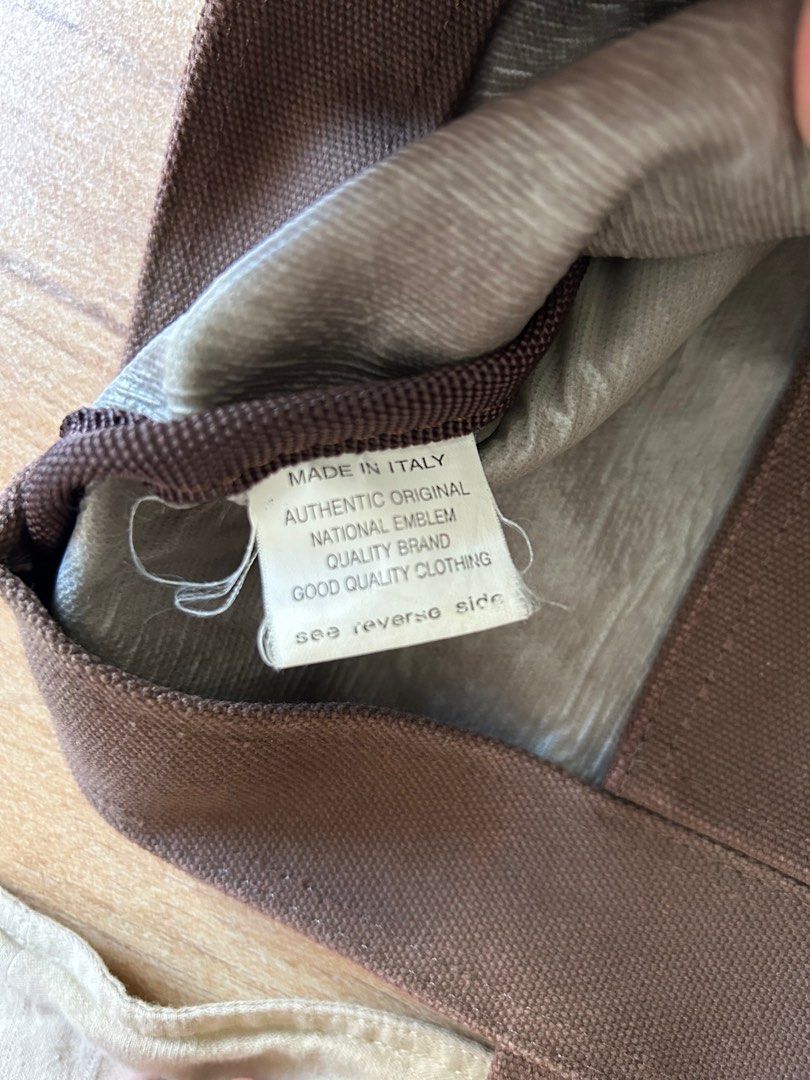 MADE IN ITALY
AUTHENTIC ORIGINAL
NATIONAL EMBLEM
QUALITY BRAND
GOOD QUALITY CLOTHING
see reverse side